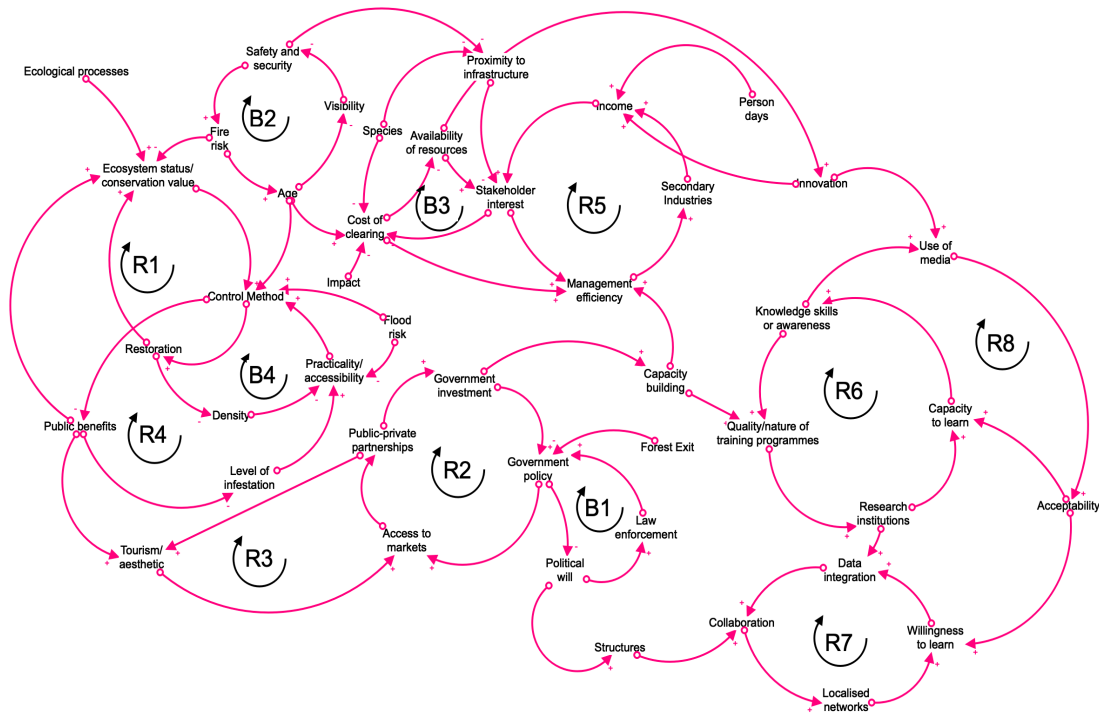 Safety and
security
Proximity to
infrastructure
Ecological processes
B2
Visibility
Income
Person
days
Species
Fire
risk
Availability
of resources
Ecosystem status/
conservation value
Age
B3
Stakeholder
interest
R5
Secondary
Industries
Innovation
Cost of
clearing
Use of
media
R1
Impact
Management
efficiency
Control Method
Flood
risk
Knowledge skills
or awareness
R8
Restoration
B4
Practicality/
accessibility
Government
investment
Capacity
building
R6
Density
Capacity
to learn
Public benefits
R4
Public-private
partnerships
Quality/nature of
training programmes
Forest Exit
Level of
infestation
R2
Government
policy
B1
Law
enforcement
Research
institutions
Acceptability
Tourism/
aesthetic
R3
Access to
markets
Political
will
Data
integration
Structures
Collaboration
R7
Willingness
to learn
Localised
networks